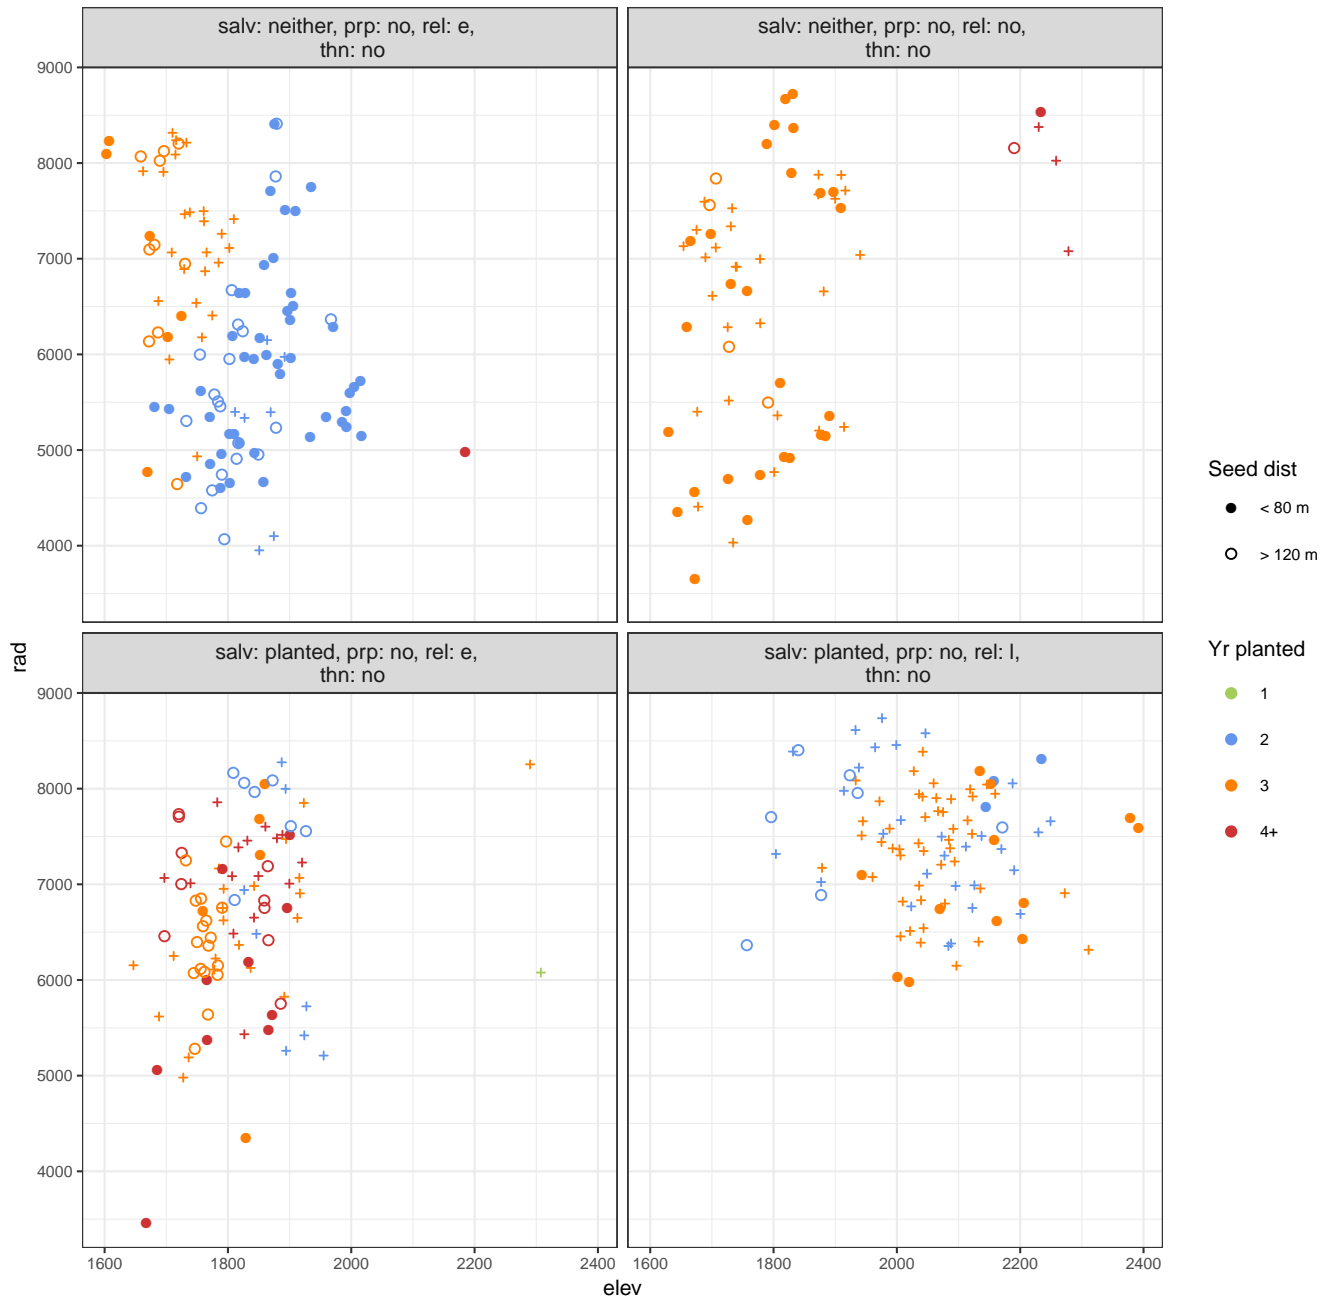 salv: neither, prp: no, rel: e,
thn: no
salv: neither, prp: no, rel: no,
thn: no
9000
8000
7000
6000
5000
4000
salv: planted, prp: no, rel: e,
thn: no
salv: planted, prp: no, rel: l,
thn: no
9000
8000
7000
6000
5000
4000
rad
1600
1800
2000
2200
2400
1600
1800
2000
2200
2400
elev
Seed dist
< 80 m
> 120 m
Yr planted
1
2
3
4+